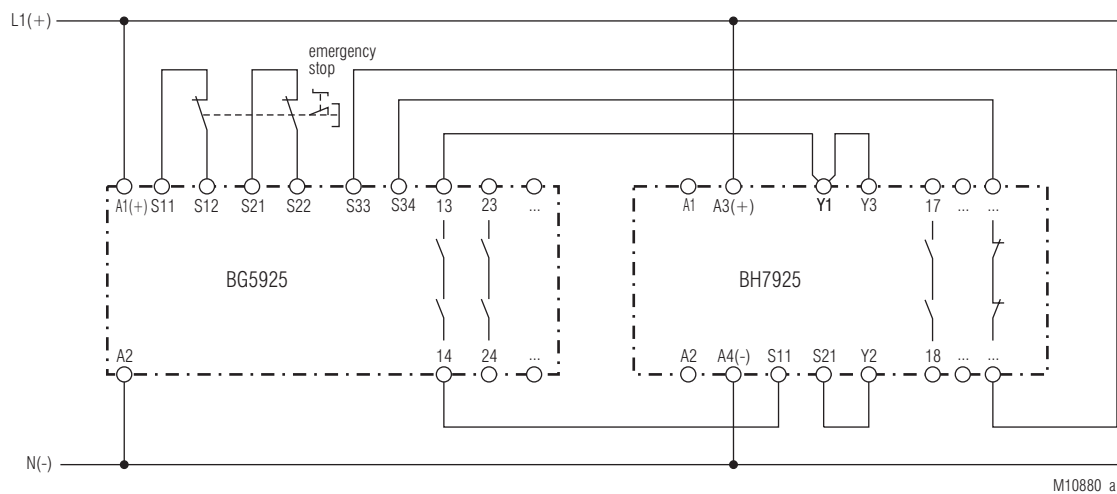 L1(+)
emergency
stop
A1(+) S11 S12 S21 S22 S33 S34 13 23 ...
A1 A3(+) Y1 Y3 17 ... ...
BG5925
BH7925
A2 14 24 ...
A2 A4(-) S11 S21 Y2 18 ... ...
N(-)
M10880_a